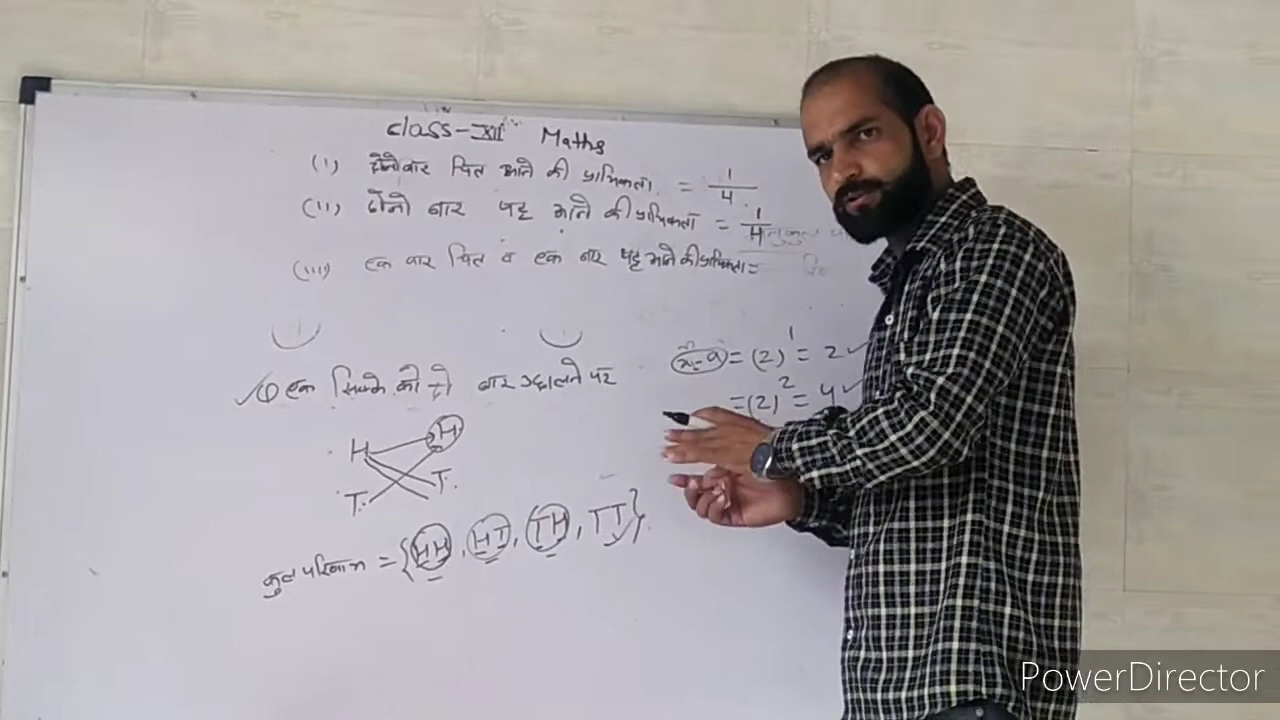 class-XII Maths
(i) दोनो बार चित आने की प्रायिकता = 1/4
(ii) दोनो बार पट्ट आने की प्रायिकता = 1/4
(iii) एक बार चित व एक बार पट्ट आने की प्रायिकता =
① एक सिक्के को दो बार उछालने पर
= (2)¹ = 2 ✓
= (2)² = 4 ✓
H H
T T
कुल परिणाम = {HH, HT, TH, TT}
PowerDirector